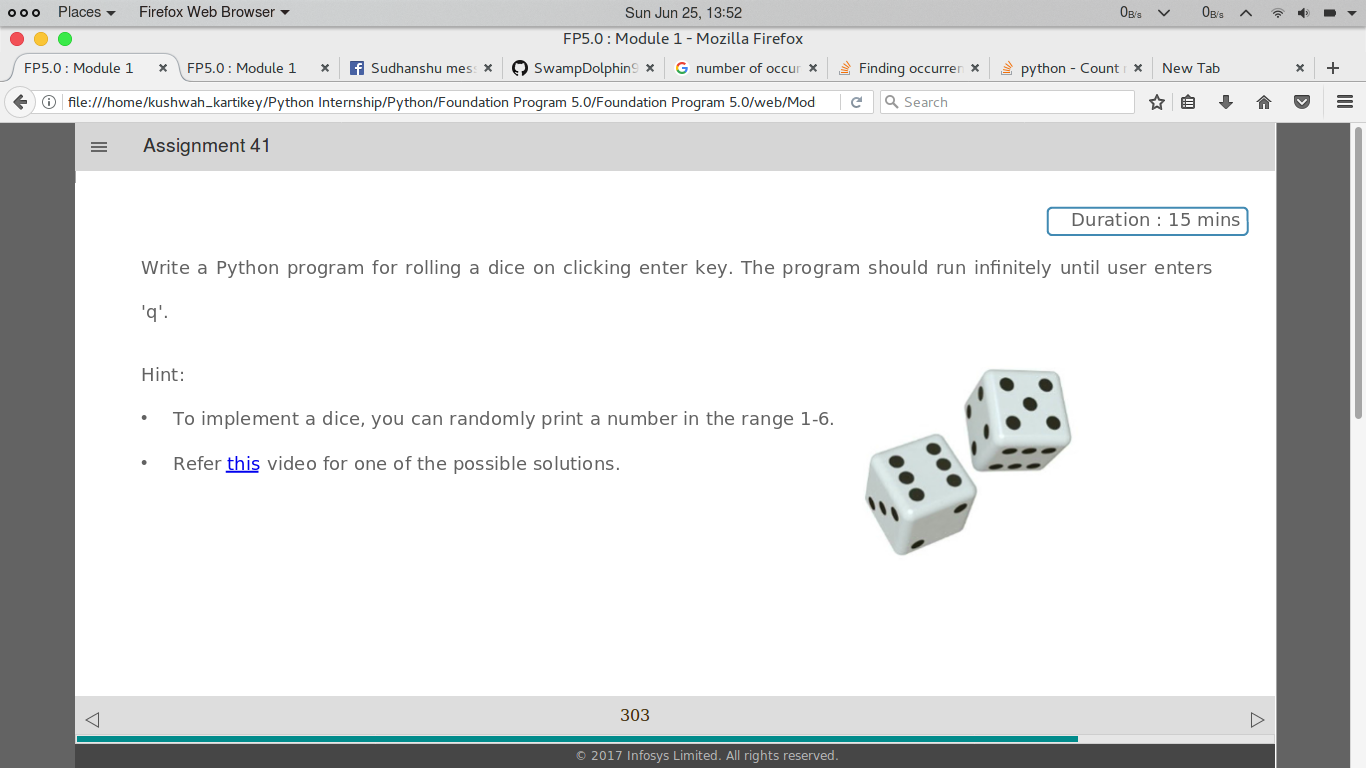 Places
Firefox Web Browser
Sun Jun 25, 13:52
0B/s
0B/s
FP5.0 : Module 1 - Mozilla Firefox
FP5.0 : Module 1
FP5.0 : Module 1
Sudhanshu mes
SwampDolphin9
number of occur
Finding occurren
python - Count
New Tab
file:///home/kushwah_kartikey/Python Internship/Python/Foundation Program 5.0/Foundation Program 5.0/web/Mod
Search
Assignment 41
Duration : 15 mins
Write a Python program for rolling a dice on clicking enter key. The program should run infinitely until user enters
'q'.
Hint:
• To implement a dice, you can randomly print a number in the range 1-6.
• Refer this video for one of the possible solutions.
303
© 2017 Infosys Limited. All rights reserved.